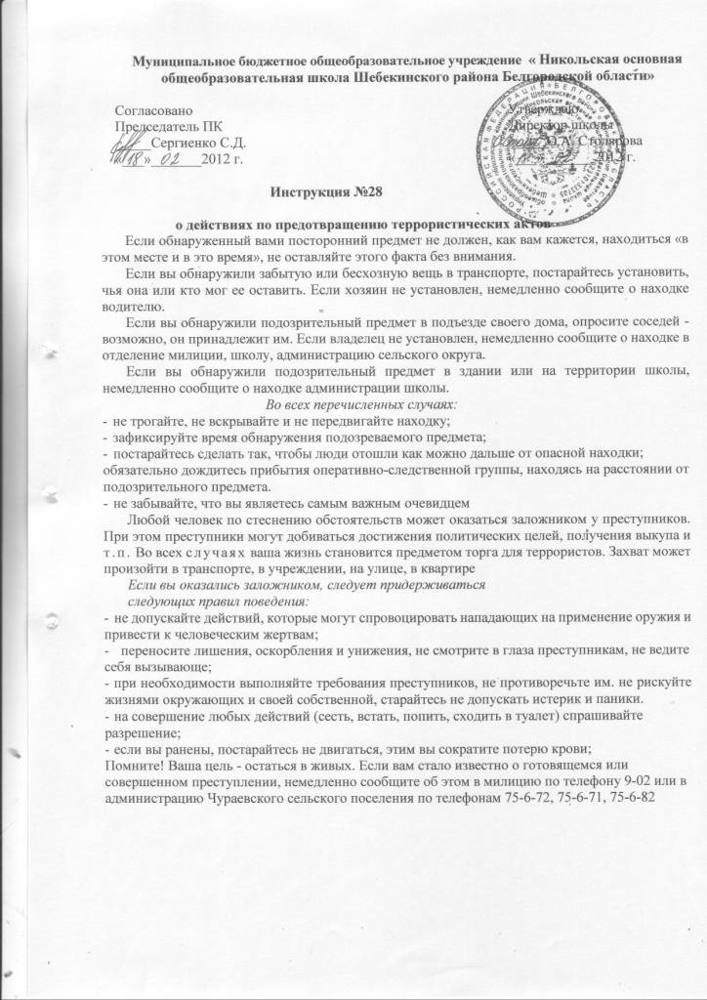 Муниципальное бюджетное общеобразовательное учреждение « Никольская основная
общеобразовательная школа Шебекинского района Белгородской области»
Согласовано Утверждаю
Председатель ПК Директор школы
Сергиенко С.Д. О.А. Столярова
«18» 02 2012 г. 2012 г.
Инструкция №28
о действиях по предотвращению террористических актов
Если обнаруженный вами посторонний предмет не должен, как вам кажется, находиться «в
этом месте и в это время», не оставляйте этого факта без внимания.
Если вы обнаружили забытую или бесхозную вещь в транспорте, постарайтесь установить,
чья она или кто мог ее оставить. Если хозяин не установлен, немедленно сообщите о находке
водителю.
Если вы обнаружили подозрительный предмет в подъезде своего дома, опросите соседей -
возможно, он принадлежит им. Если владелец не установлен, немедленно сообщите о находке в
отделение милиции, школу, администрацию сельского округа.
Если вы обнаружили подозрительный предмет в здании или на территории школы,
немедленно сообщите о находке администрации школы.
Во всех перечисленных случаях:
- не трогайте, не вскрывайте и не передвигайте находку;
- зафиксируйте время обнаружения подозреваемого предмета;
- постарайтесь сделать так, чтобы люди отошли как можно дальше от опасной находки;
обязательно дождитесь прибытия оперативно-следственной группы, находясь на расстоянии от
подозрительного предмета.
- не забывайте, что вы являетесь самым важным очевидцем
Любой человек по стеснению обстоятельств может оказаться заложником у преступников.
При этом преступники могут добиваться достижения политических целей, получения выкупа и
т.п. Во всех случаях ваша жизнь становится предметом торга для террористов. Захват может
произойти в транспорте, в учреждении, на улице, в квартире
Если вы оказались заложником, следует придерживаться
следующих правил поведения:
- не допускайте действий, которые могут спровоцировать нападающих на применение оружия и
привести к человеческим жертвам;
- переносите лишения, оскорбления и унижения, не смотрите в глаза преступникам, не ведите
себя вызывающе;
- при необходимости выполняйте требования преступников, не противоречьте им. не рискуйте
жизнями окружающих и своей собственной, старайтесь не допускать истерик и паники.
- на совершение любых действий (сесть, встать, попить, сходить в туалет) спрашивайте
разрешение;
- если вы ранены, постарайтесь не двигаться, этим вы сократите потерю крови;
Помните! Ваша цель - остаться в живых. Если вам стало известно о готовящемся или
совершенном преступлении, немедленно сообщите об этом в милицию по телефону 9-02 или в
администрацию Чураевского сельского поселения по телефонам 75-6-72, 75-6-71, 75-6-82